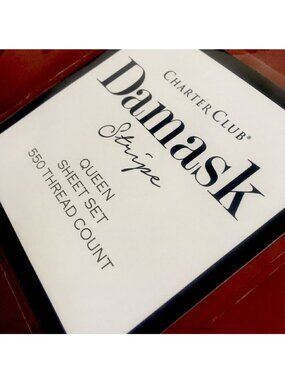 CHARTER CLUB®
Damask
Stripe
QUEEN
SHEET SET
550 THREAD COUNT